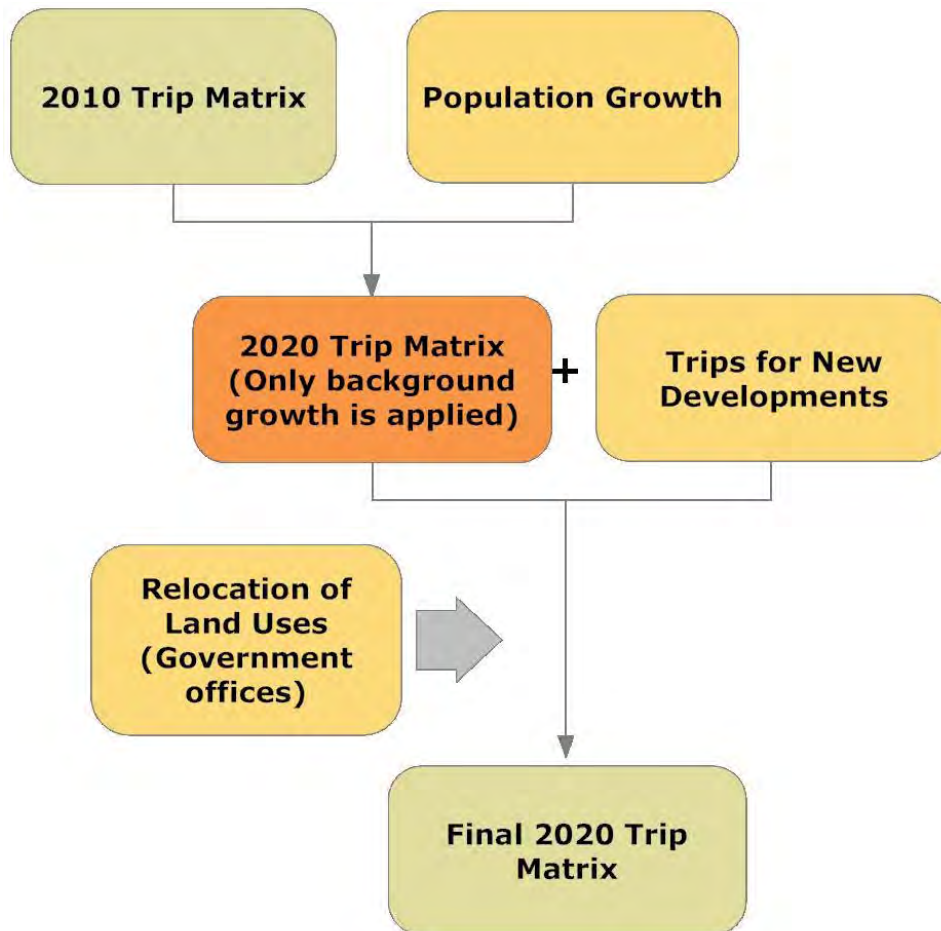 2010 Trip Matrix
Population Growth
2020 Trip Matrix
(Only background
growth is applied)
+
Trips for New
Developments
Relocation of
Land Uses
(Government
offices)
Final 2020 Trip
Matrix